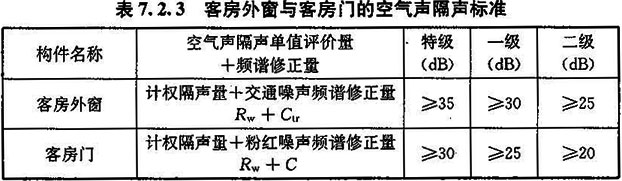 表7.2.3 客房外窗与客房门的空气声隔声标准
构件名称 空气声隔声单值评价量+频谱修正量 特级(dB) 一级(dB) 二级(dB)
客房外窗 计权隔声量+交通噪声频谱修正量 Rw + Ctr ≥35 ≥30 ≥25
客房门 计权隔声量+粉红噪声频谱修正量 Rw + C ≥30 ≥25 ≥20